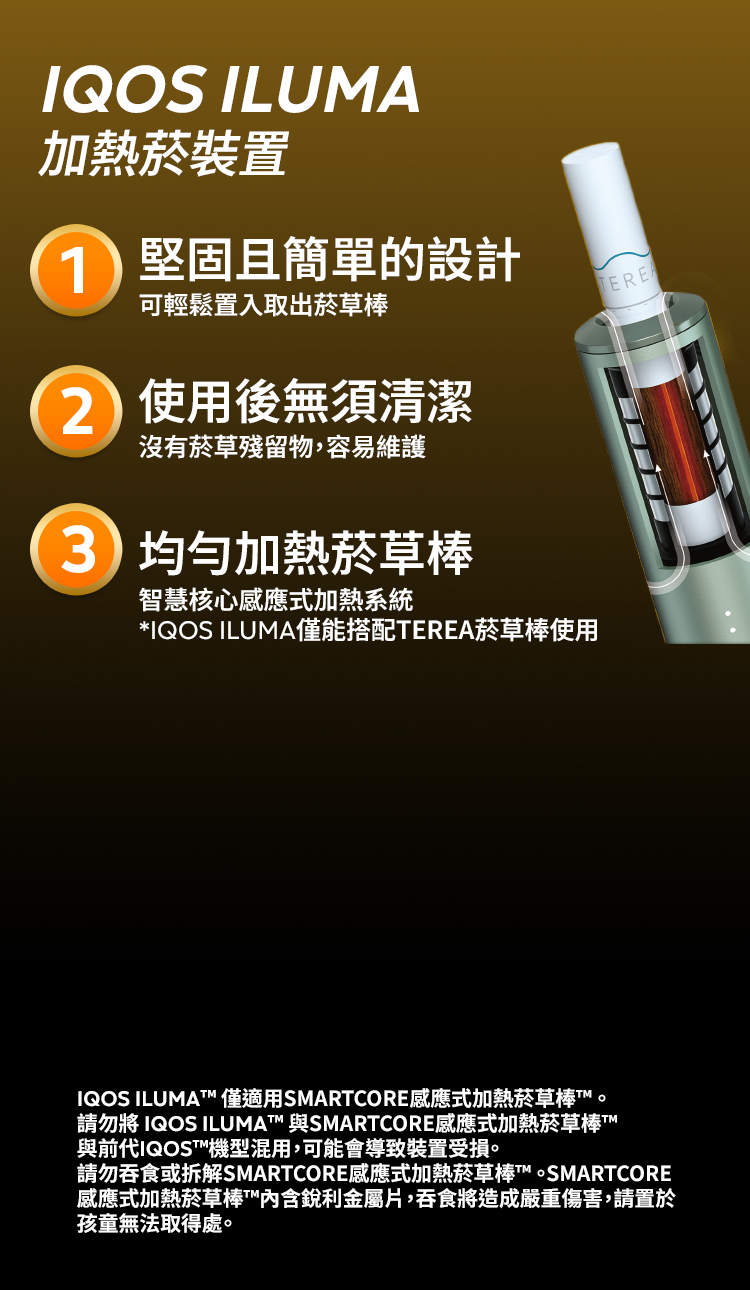 IQOS ILUMA
加熱菸裝置
1 堅固且簡單的設計
可輕鬆置入取出菸草棒
TEREA
2 使用後無須清潔
沒有菸草殘留物,容易維護
3 均勻加熱菸草棒
智慧核心感應式加熱系統
*IQOS ILUMA僅能搭配TEREA菸草棒使用
IQOS ILUMA™ 僅適用SMARTCORE感應式加熱菸草棒™。
請勿將 IQOS ILUMA™ 與SMARTCORE感應式加熱菸草棒™
與前代IQOS™機型混用,可能會導致裝置受損。
請勿吞食或拆解SMARTCORE感應式加熱菸草棒™。SMARTCORE
感應式加熱菸草棒™內含銳利金屬片,吞食將造成嚴重傷害,請置於
孩童無法取得處。